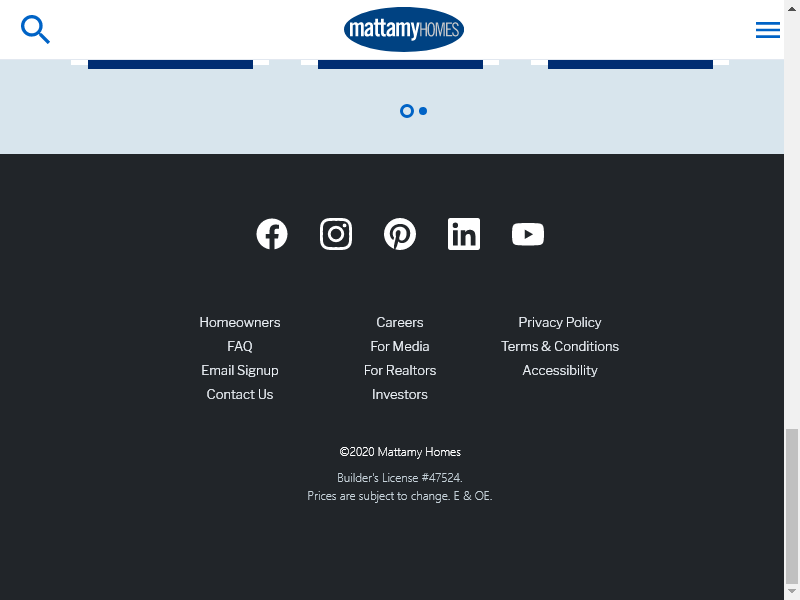 mattamyHOMES
Homeowners
FAQ
Email Signup
Contact Us
Careers
For Media
For Realtors
Investors
Privacy Policy
Terms & Conditions
Accessibility
©2020 Mattamy Homes
Builder's License #47524.
Prices are subject to change. E & OE.